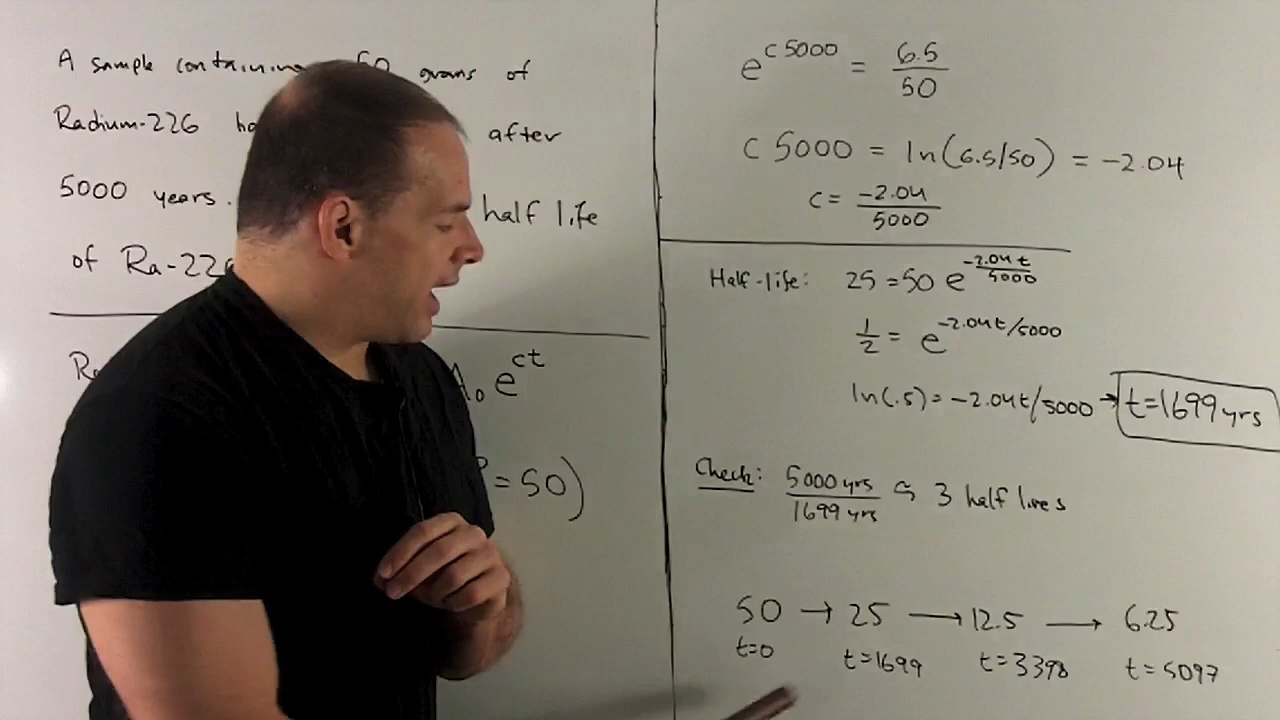 A sample containing 50 grams of
Radium-226 after
5000 years. half life
of Ra-226
A₀ e^{ct}
= 50)
e^{c 5000} = 6.5/50
c 5000 = ln(6.5/50) = -2.04
c = -2.04/5000
Half-life: 25 = 50 e^{-2.04t/5000}
1/2 = e^{-2.04t/5000}
ln(.5) = -2.04t/5000 → t=1699 yrs
Check: 5000 yrs/1699 yrs ≈ 3 half lives
50 → 25 → 12.5 → 6.25
t=0 t=1699 t=3398 t=5097